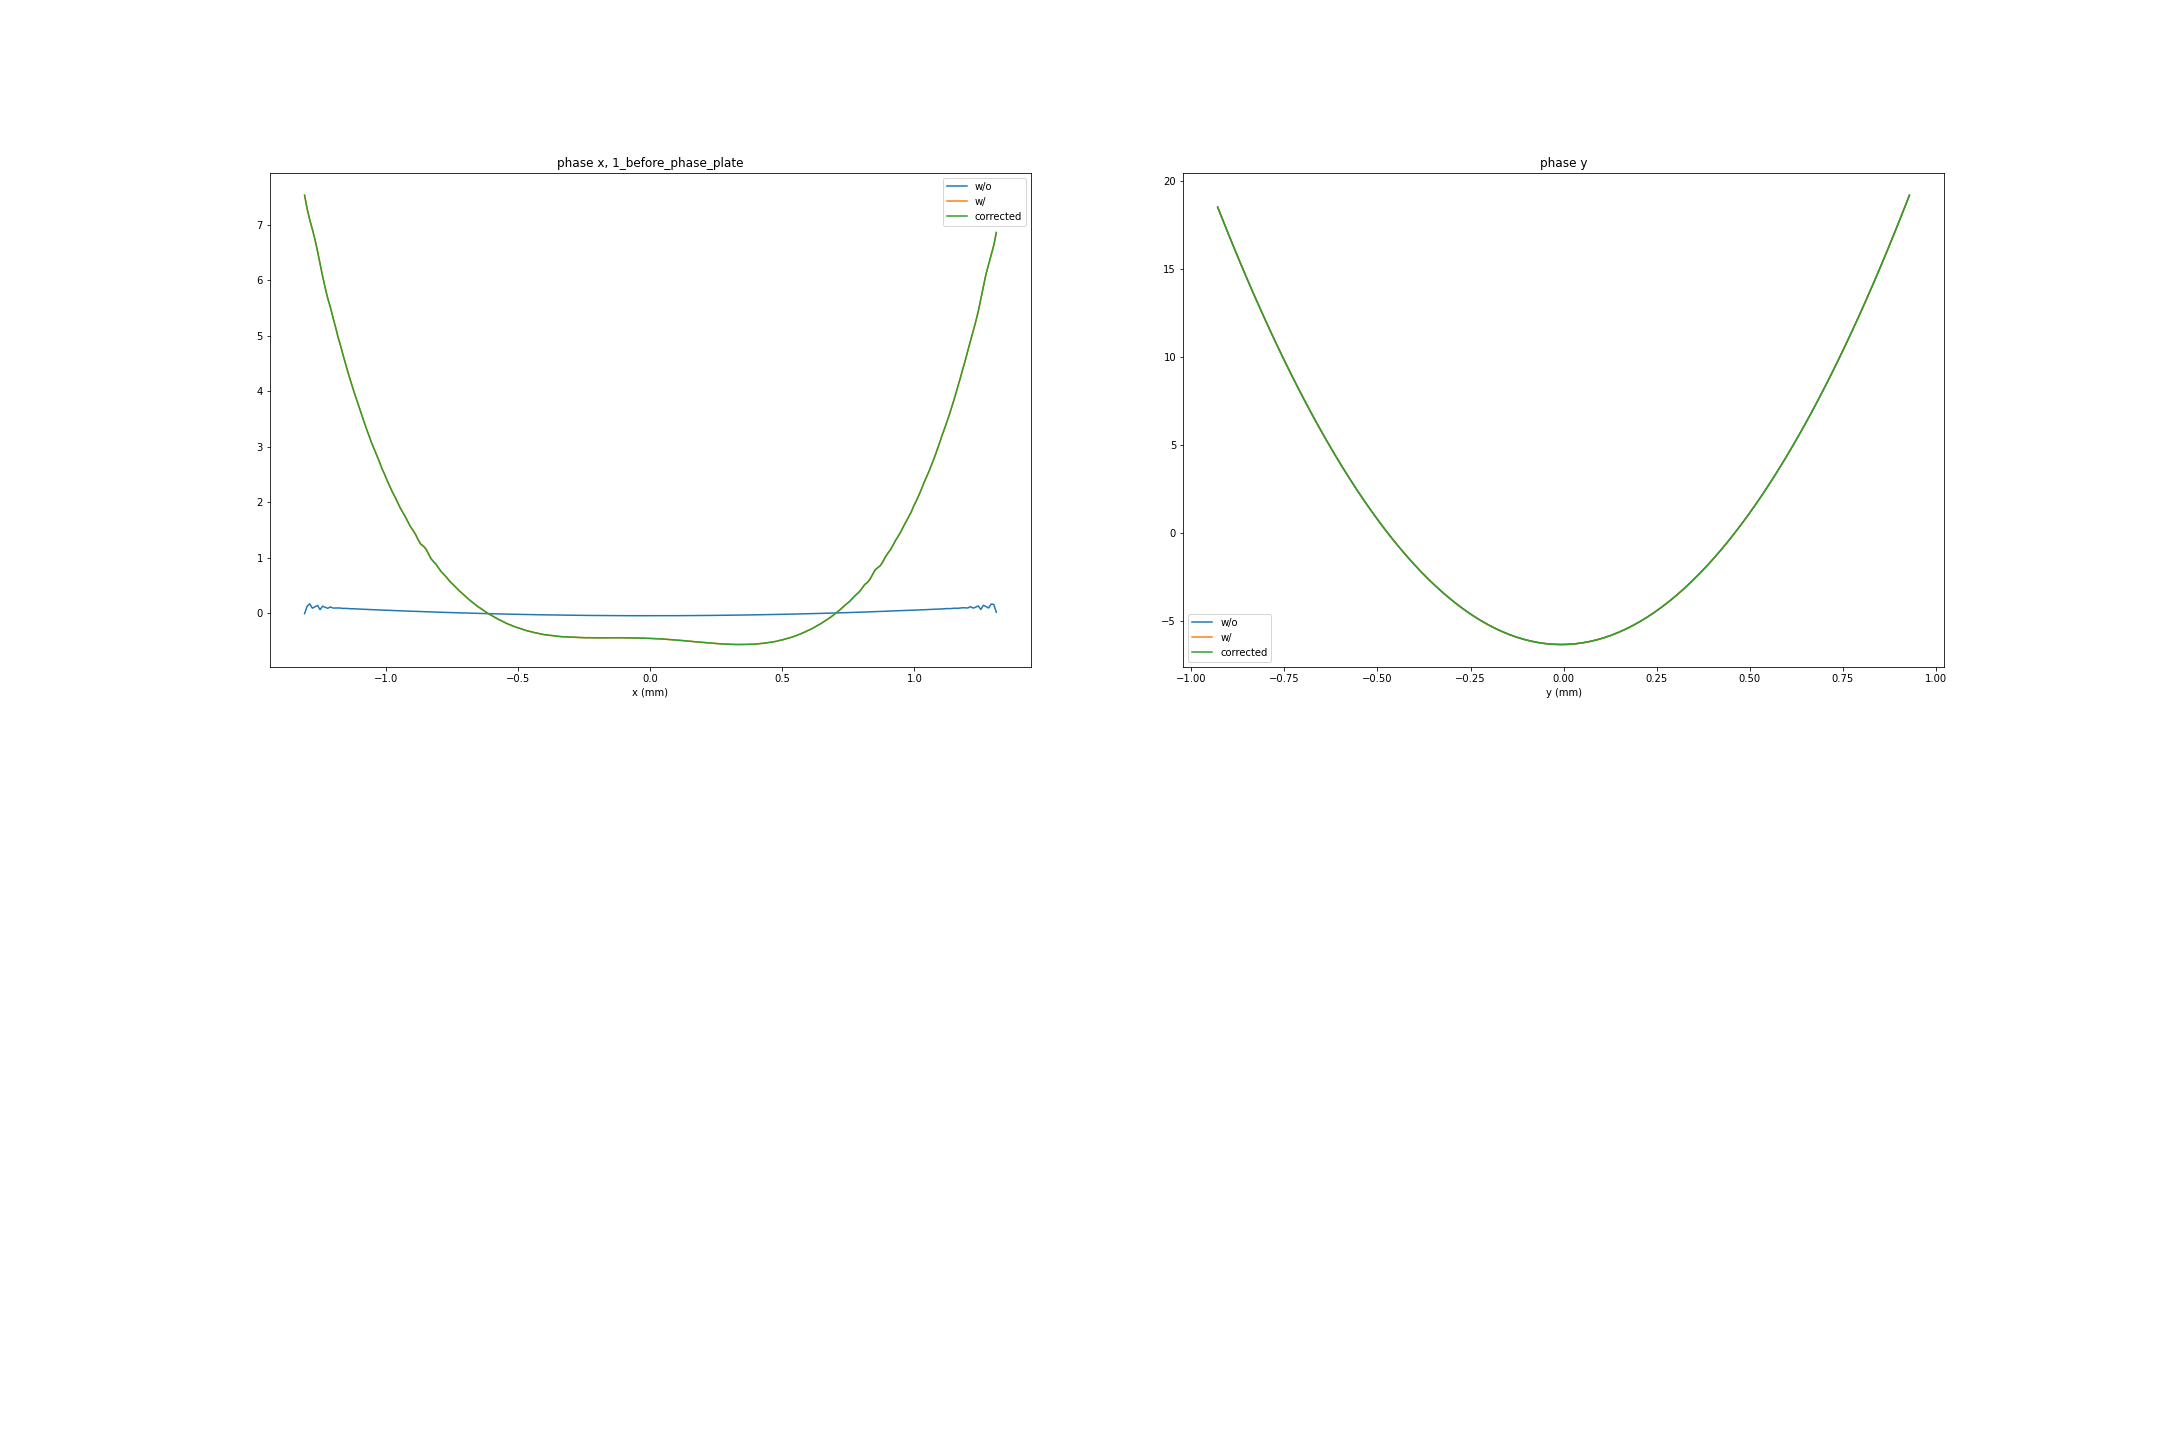 phase x, 1_before_phase_plate
w/o
w/
corrected
7
6
5
4
3
2
1
0
−1.0 −0.5 0.0 0.5 1.0
x (mm)
phase y
20
15
10
5
0
−5
w/o
w/
corrected
−1.00 −0.75 −0.50 −0.25 0.00 0.25 0.50 0.75 1.00
y (mm)